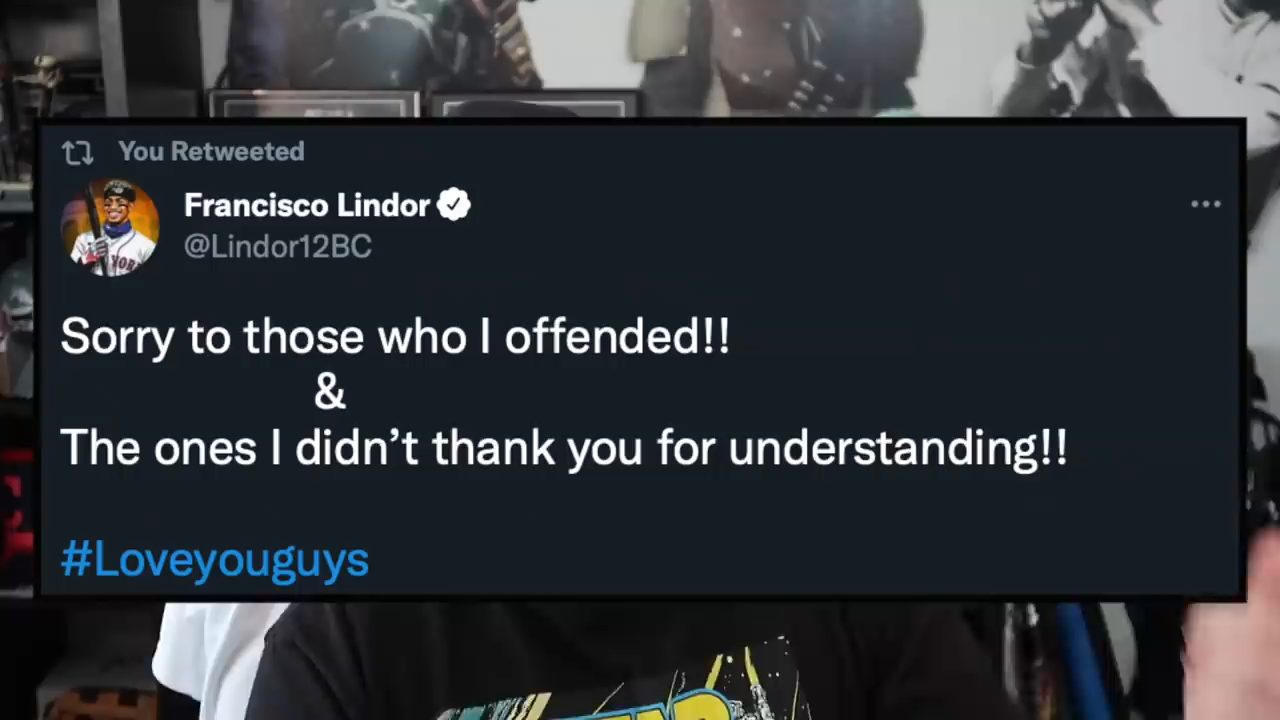 You Retweeted
Francisco Lindor
@Lindor12BC
Sorry to those who I offended!!
&
The ones I didn’t thank you for understanding!!
#Loveyouguys